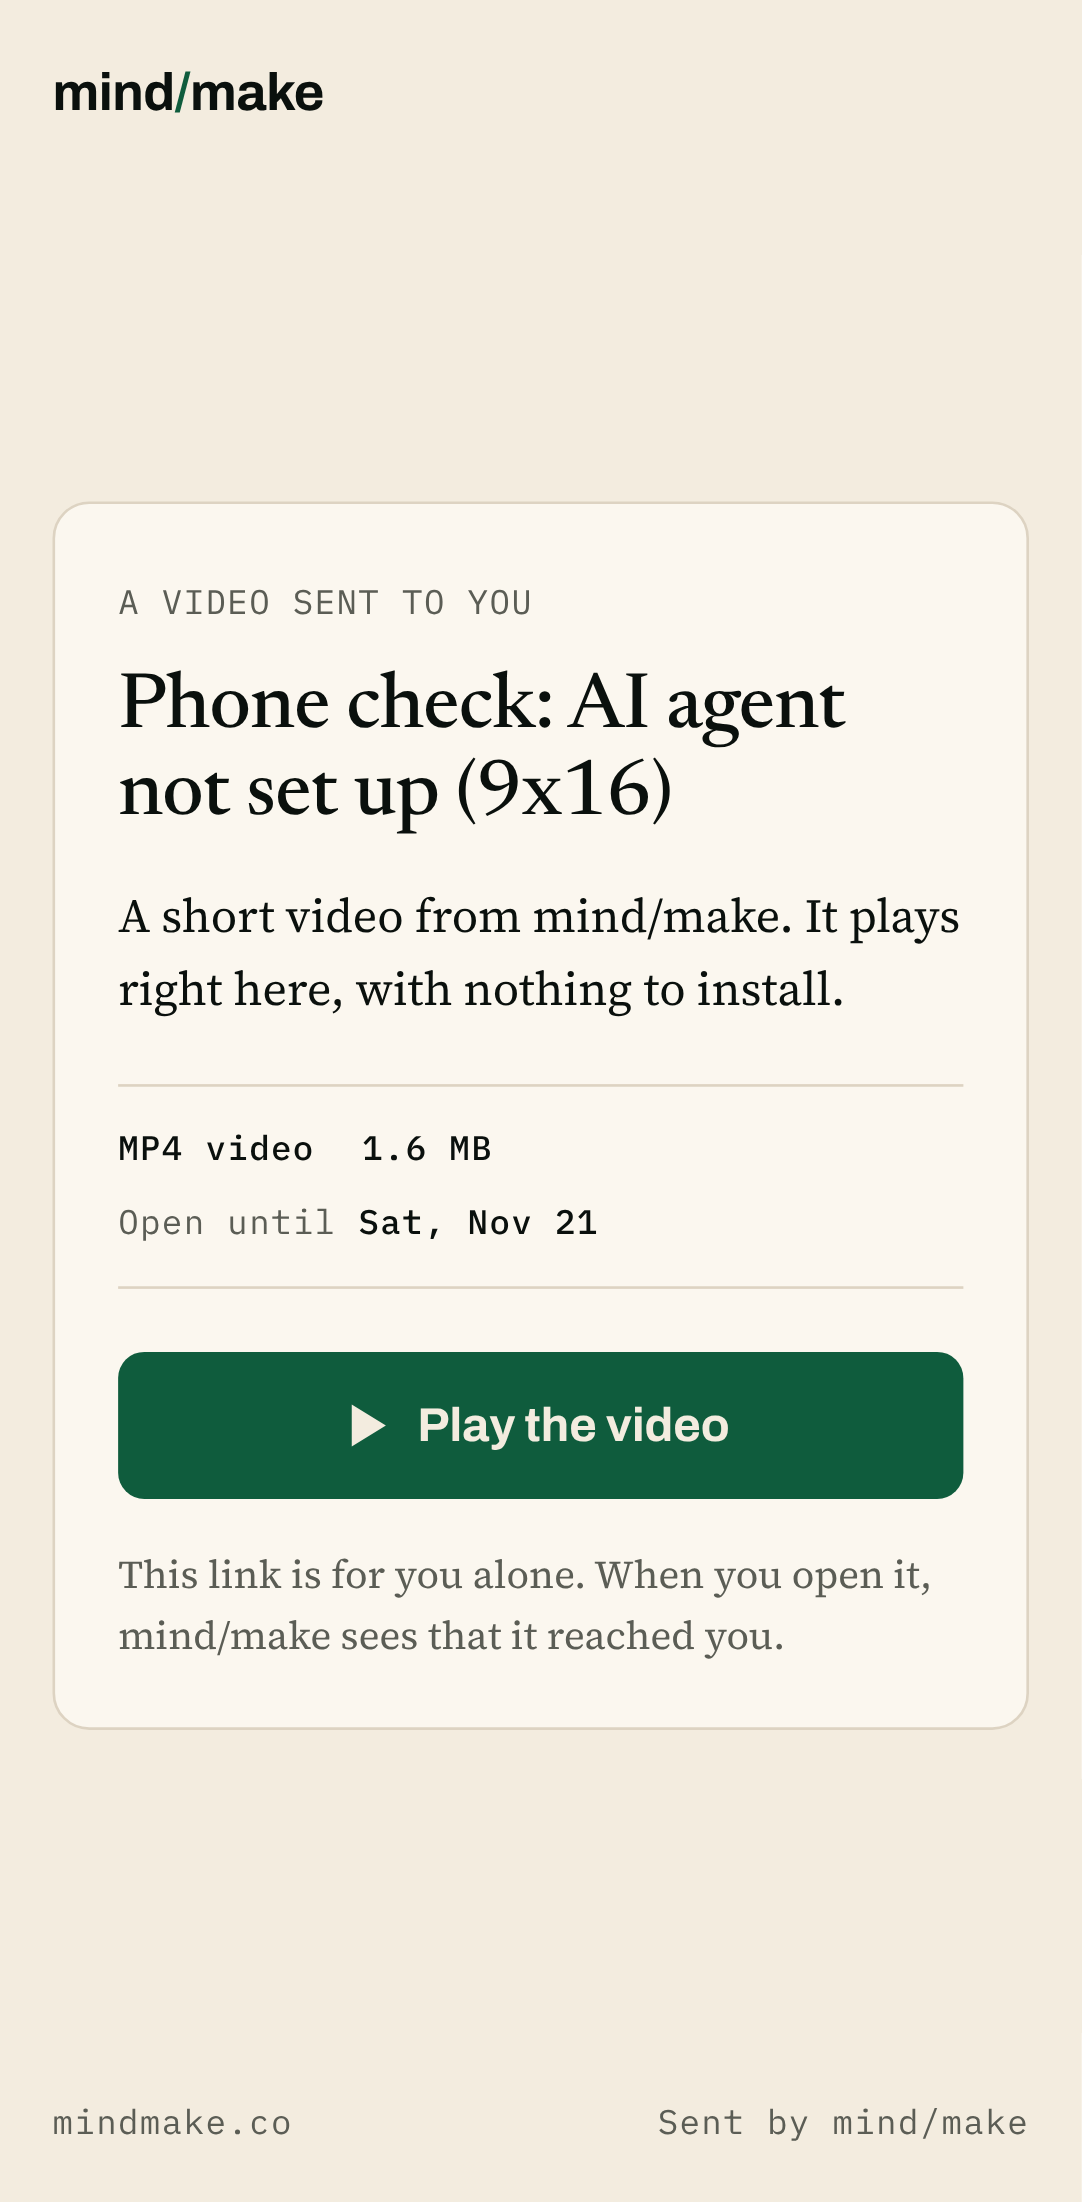 mind/make
A VIDEO SENT TO YOU
Phone check: AI agent
not set up (9x16)
A short video from mind/make. It plays
right here, with nothing to install.
MP4 video 1.6 MB
Open until Sat, Nov 21
Play the video
This link is for you alone. When you open it,
mind/make sees that it reached you.
mindmake.co
Sent by mind/make